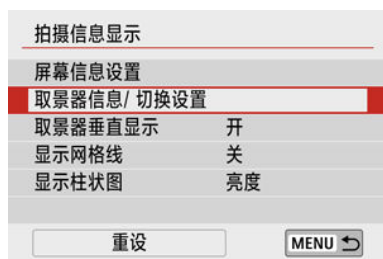 拍摄信息显示
屏幕信息设置
取景器信息/ 切换设置
取景器垂直显示 开
显示网格线 关
显示柱状图 亮度
重设 MENU